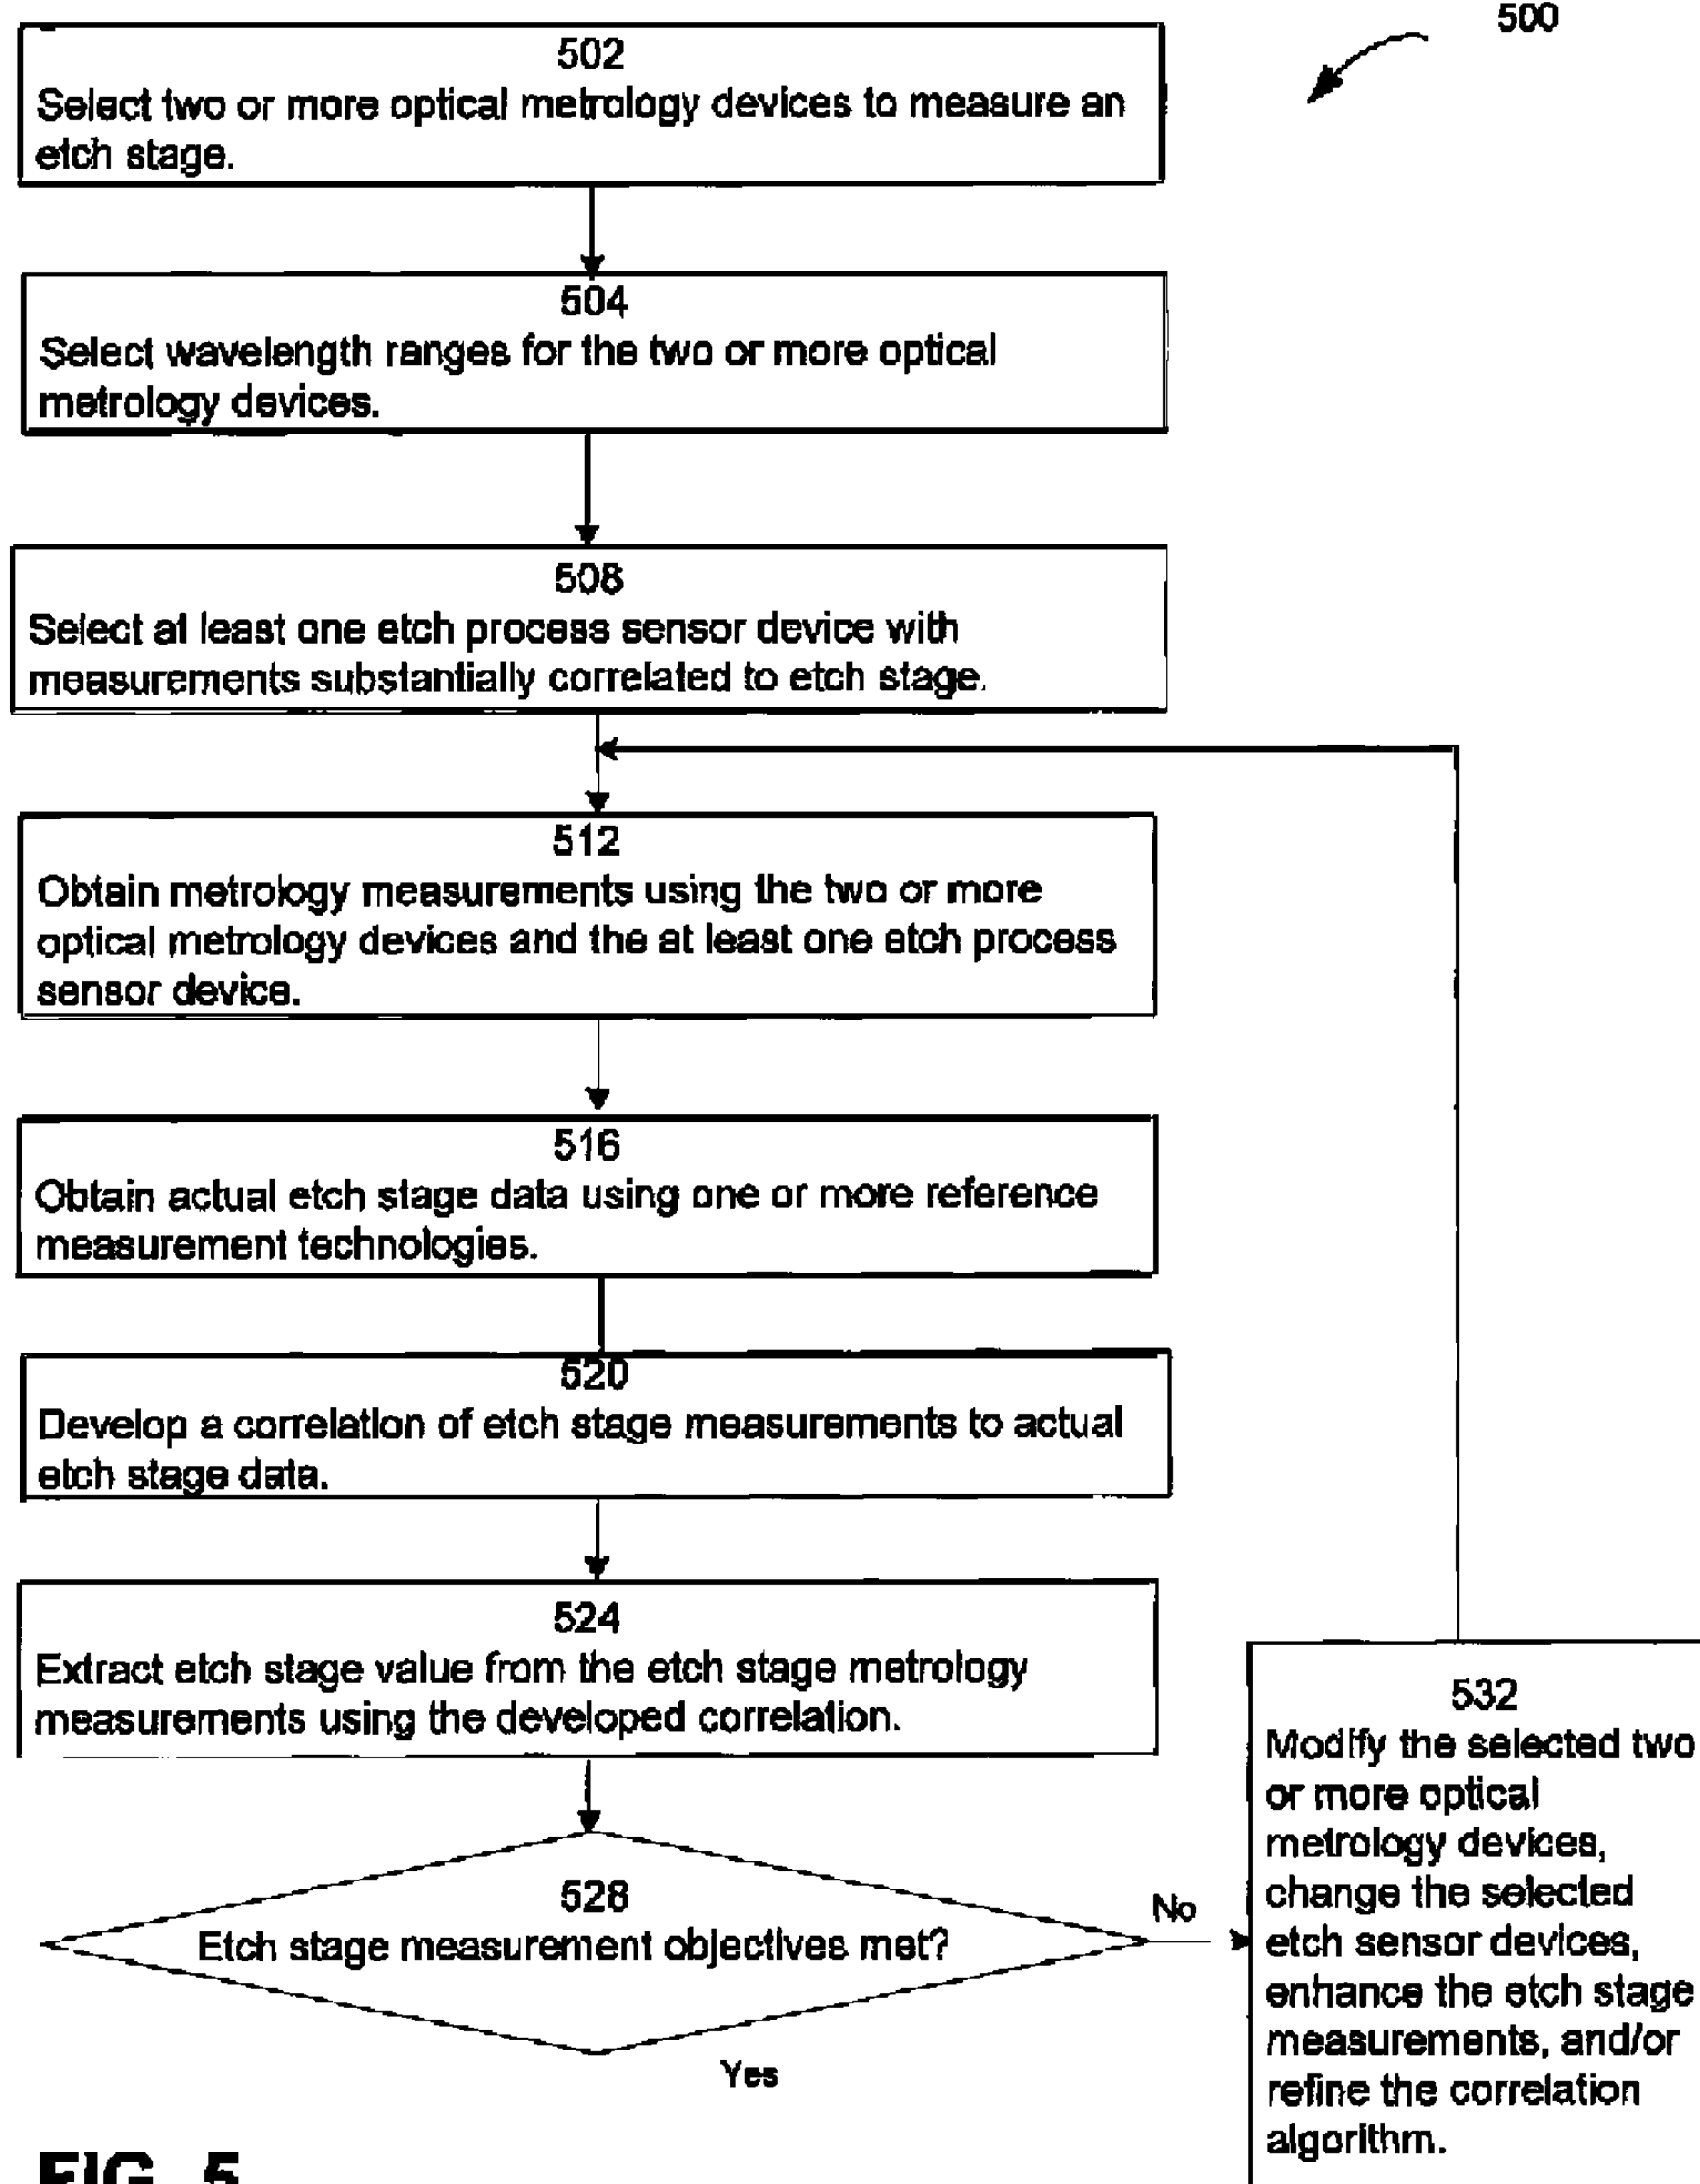 500
502
Select two or more optical metrology devices to measure an
etch stage.
504
Select wavelength ranges for the two or more optical
metrology devices.
508
Select at least one etch process sensor device with
measurements substantially correlated to etch stage.
512
Obtain metrology measurements using the two or more
optical metrology devices and the at least one etch process
sensor device.
516
Obtain actual etch stage data using one or more reference
measurement technologies.
520
Develop a correlation of etch stage measurements to actual
etch stage data.
524
Extract etch stage value from the etch stage metrology
measurements using the developed correlation.
528
Etch stage measurement objectives met?
No
Yes
532
Modify the selected two
or more optical
metrology devices,
change the selected
etch sensor devices,
enhance the etch stage
measurements, and/or
refine the correlation
algorithm.
FIG. 5